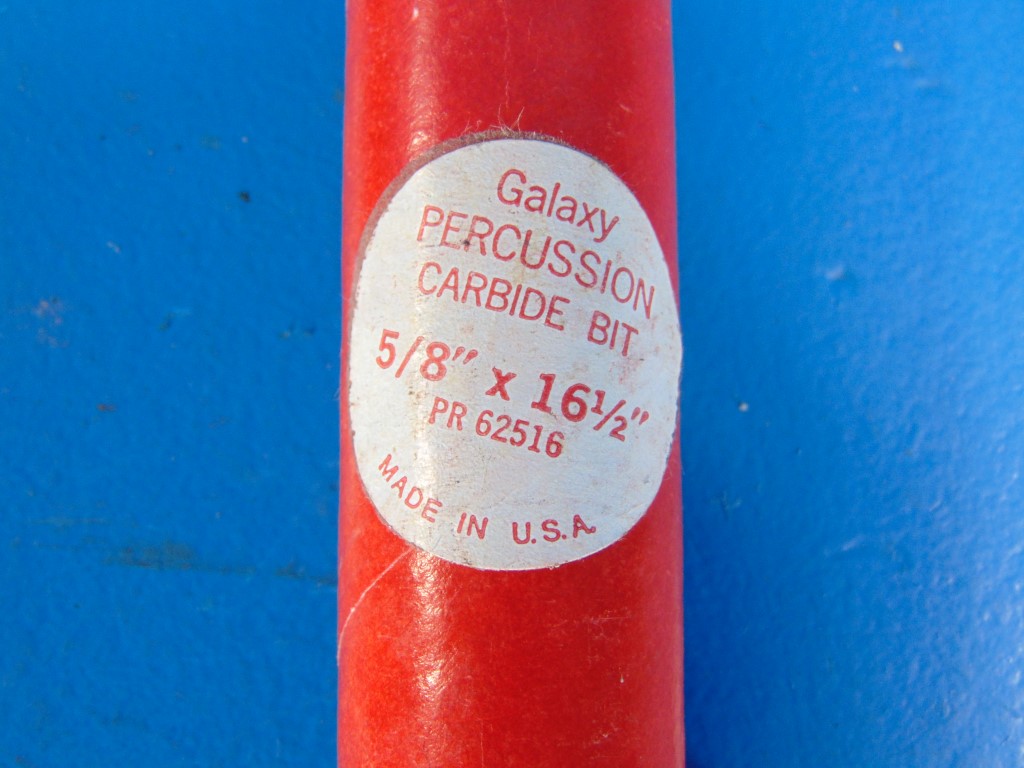 Galaxy
PERCUSSION
CARBIDE BIT
5/8" x 16½"
PR 62516
MADE IN U.S.A.